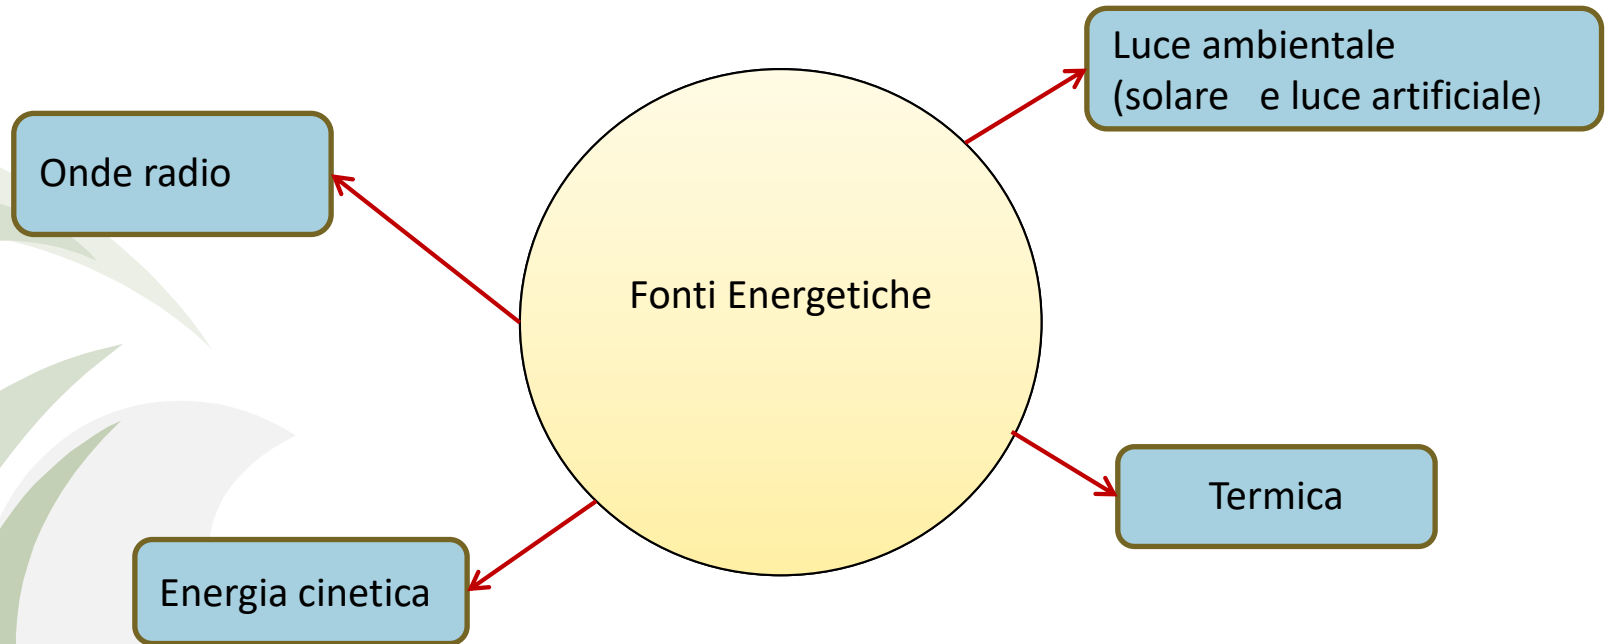 Luce ambientale
(solare e luce artificiale)
Onde radio
Fonti Energetiche
Termica
Energia cinetica